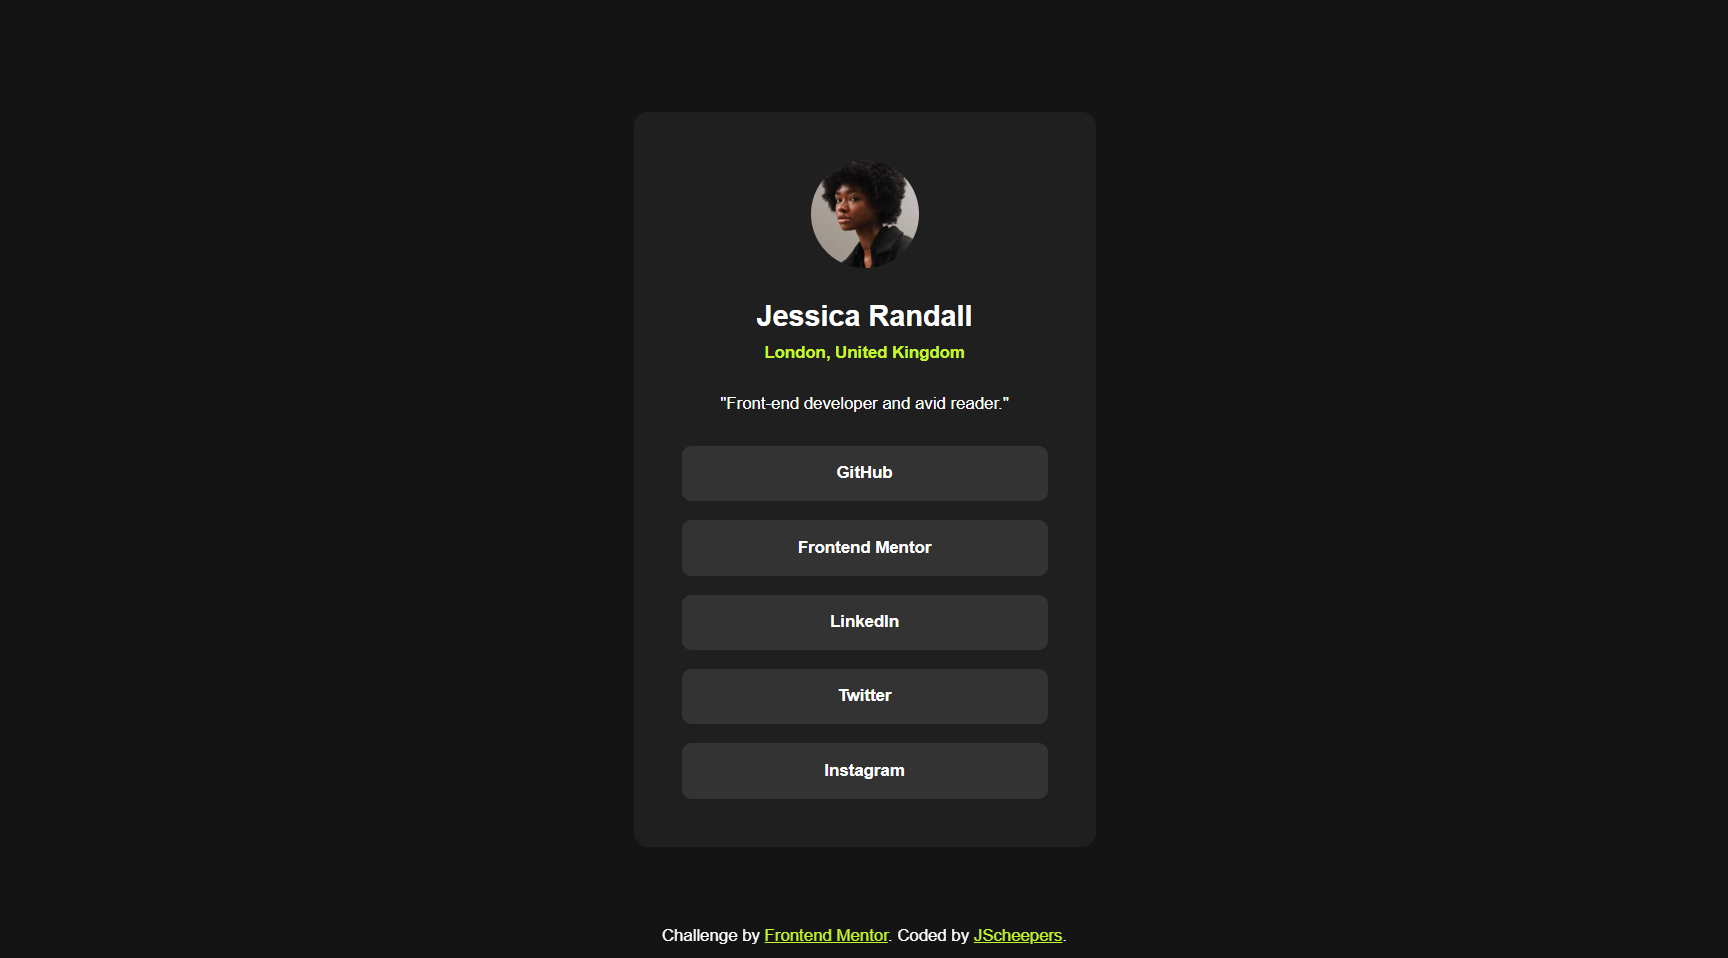 Jessica Randall
London, United Kingdom
"Front-end developer and avid reader."
GitHub
Frontend Mentor
LinkedIn
Twitter
Instagram
Challenge by Frontend Mentor. Coded by JScheepers.